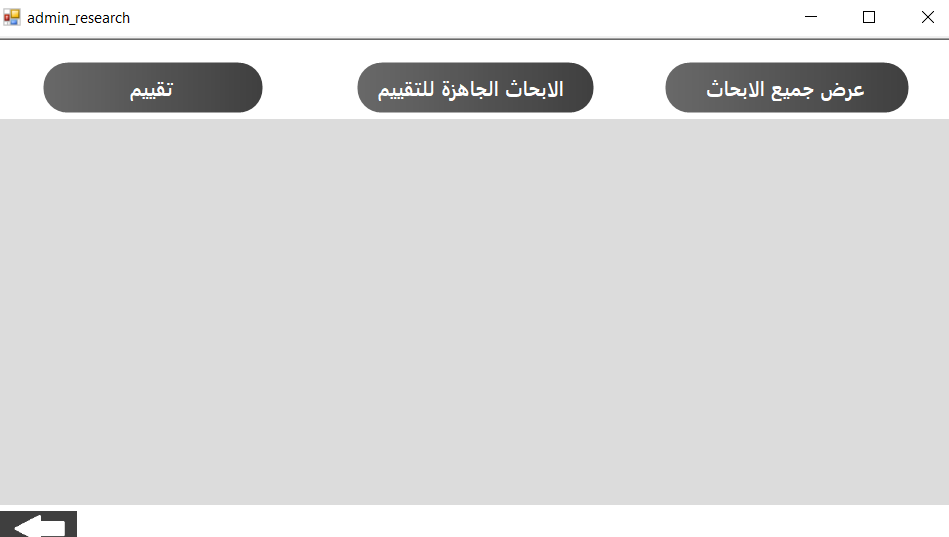 admin_research
عرض جميع الابحاث
الابحاث الجاهزة للتقييم
تقييم